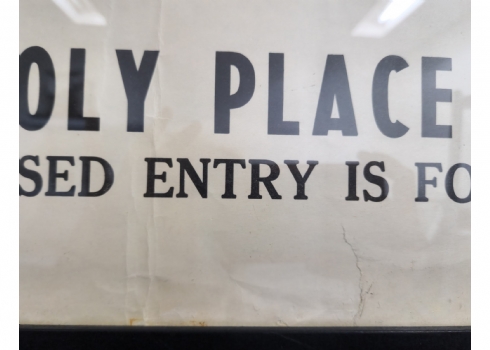 OLY PLACE
SED ENTRY IS FO